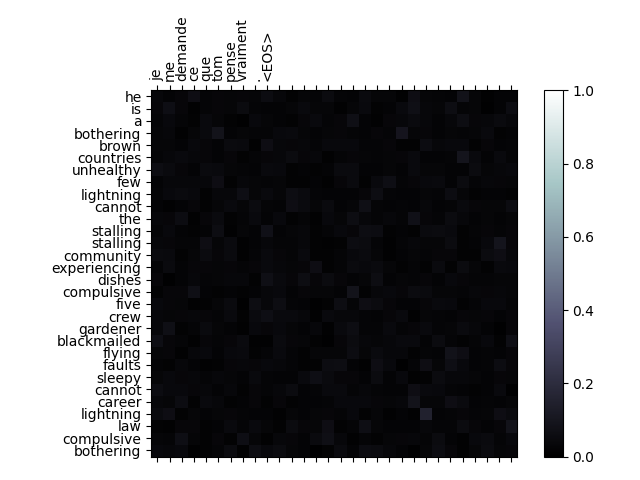 je
me
demande
ce
que
tom
pense
vraiment
.
<EOS>
he
is
a
bothering
brown
countries
unhealthy
few
lightning
cannot
the
stalling
stalling
community
experiencing
dishes
compulsive
five
crew
gardener
blackmailed
flying
faults
sleepy
cannot
career
lightning
law
compulsive
bothering
1.0
0.8
0.6
0.4
0.2
0.0